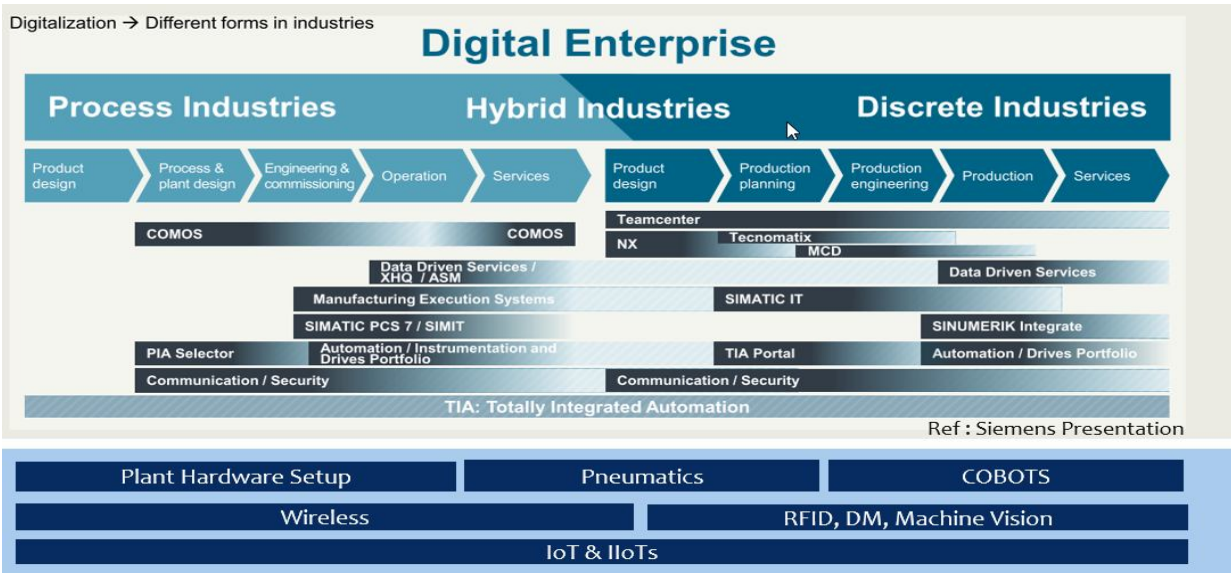 Digitalization → Different forms in industries
Digital Enterprise
Process Industries
Hybrid Industries
Discrete Industries
Product
design
Process &
plant design
Engineering &
commissioning
Operation
Services
Product
design
Production
planning
Production
engineering
Production
Services
COMOS
COMOS
Teamcenter
NX
Tecnomatix
MCD
Data Driven Services /
XHQ / ASM
Data Driven Services
Manufacturing Execution Systems
SIMATIC IT
SIMATIC PCS 7 / SIMIT
SINUMERIK Integrate
PIA Selector
Automation / Instrumentation and
Drives Portfolio
TIA Portal
Automation / Drives Portfolio
Communication / Security
Communication / Security
TIA: Totally Integrated Automation
Ref : Siemens Presentation
Plant Hardware Setup
Pneumatics
COBOTS
Wireless
RFID, DM, Machine Vision
IoT & IIoTs